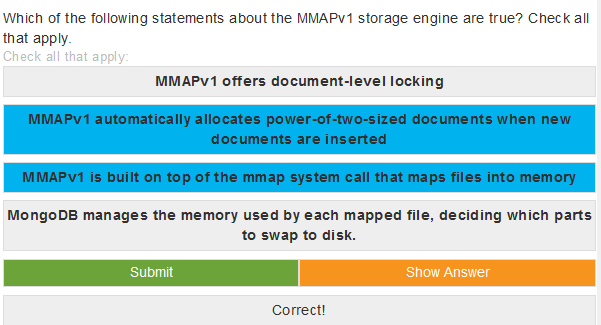 Which of the following statements about the MMAPv1 storage engine are true? Check all
that apply.
Check all that apply:
MMAPv1 offers document-level locking
MMAPv1 automatically allocates power-of-two-sized documents when new
documents are inserted
MMAPv1 is built on top of the mmap system call that maps files into memory
MongoDB manages the memory used by each mapped file, deciding which parts
to swap to disk.
Submit
Show Answer
Correct!